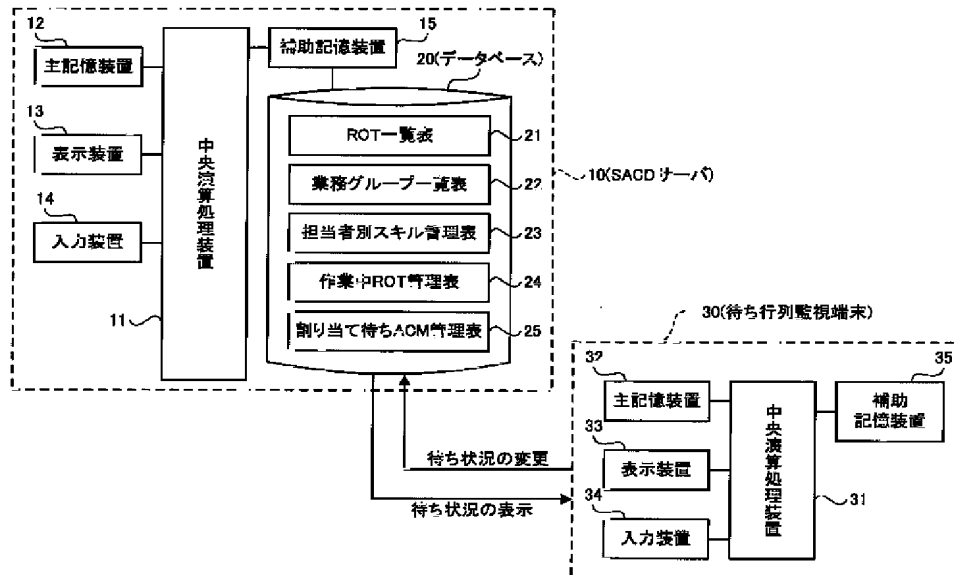 12
主記憶装置
13
表示装置
14
入力装置
中央演算処理装置
11
補助記憶装置
15
20(データベース)
ROT一覧表
21
業務グループ一覧表
22
担当者別スキル管理表
23
作業中ROT管理表
24
割り当て待ちACM管理表
25
10(SACDサーバ)
待ち状況の変更
待ち状況の表示
30(待ち行列監視端末)
32
主記憶装置
33
表示装置
34
入力装置
中央演算処理装置
31
35
補助
記憶装置